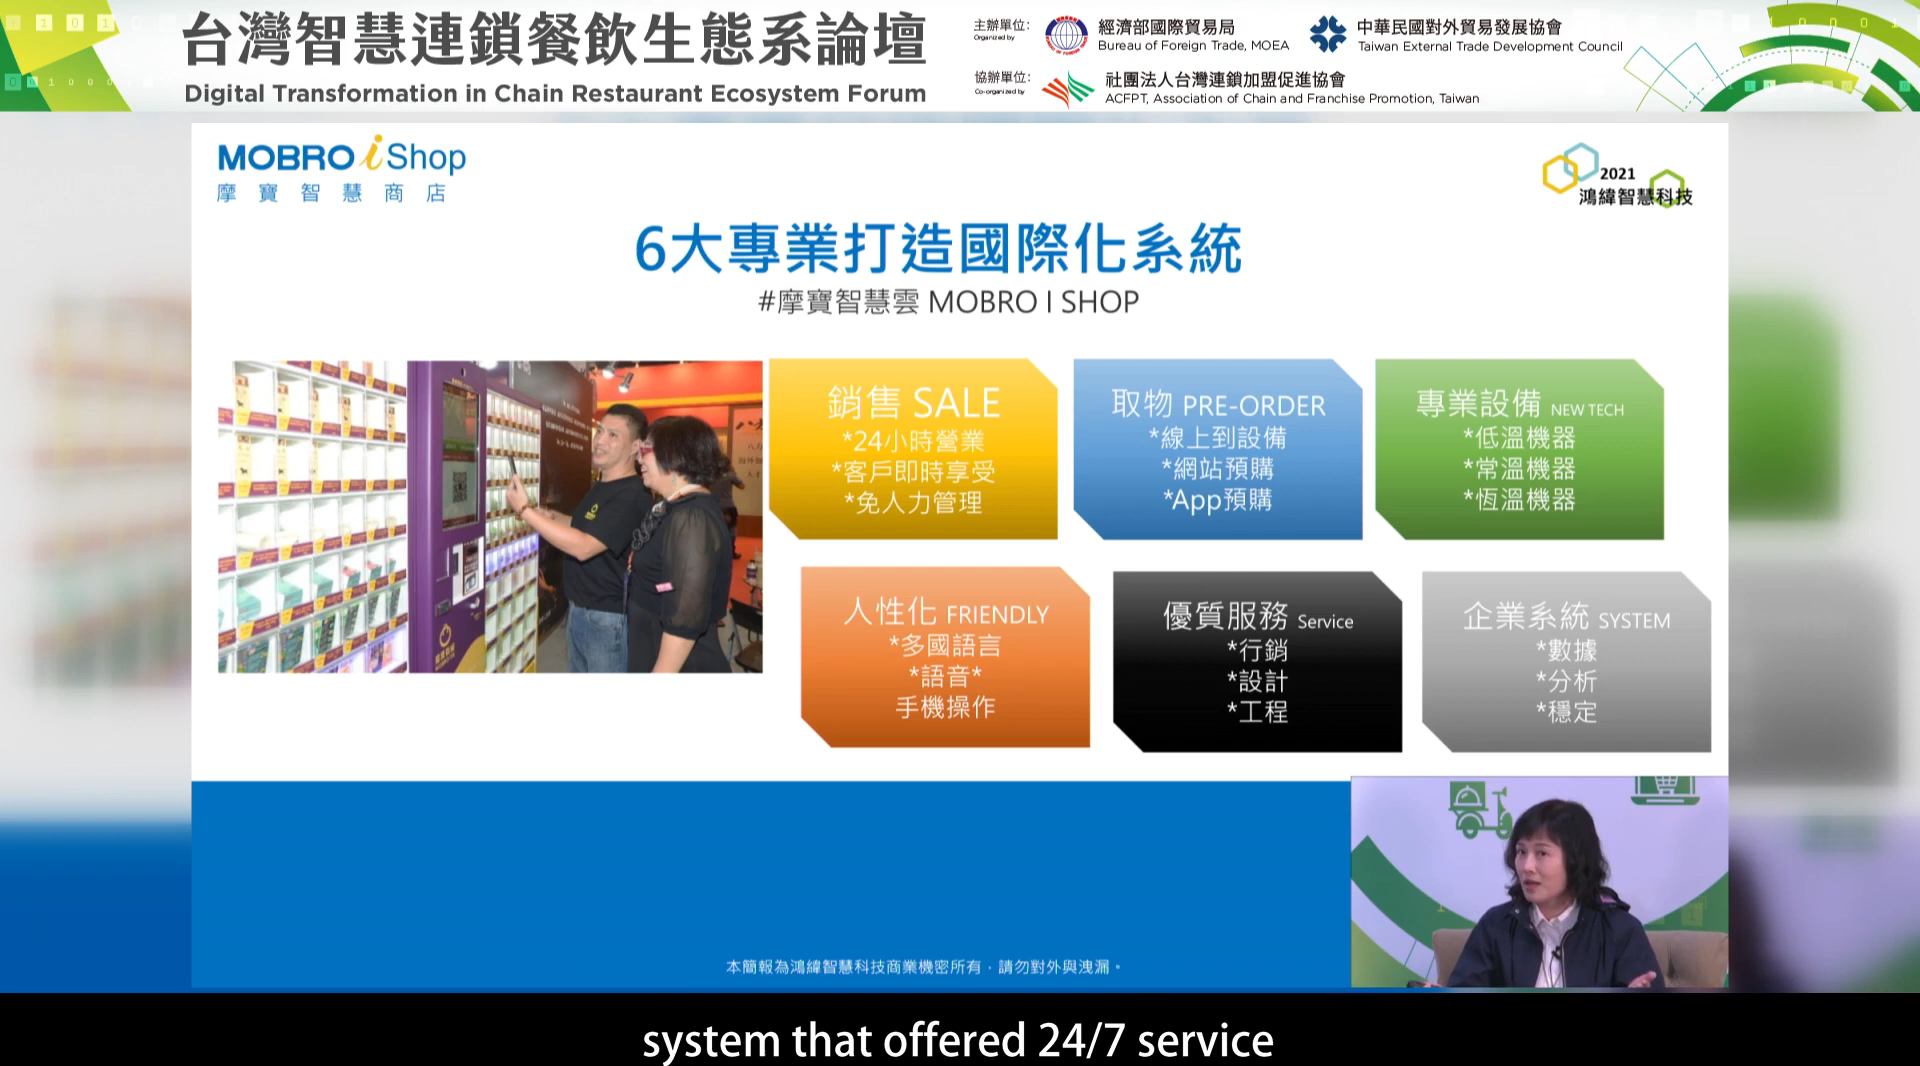 台灣智慧連鎖餐飲生態系論壇
Digital Transformation in Chain Restaurant Ecosystem Forum
主辦單位:
Organized by
經濟部國際貿易局
Bureau of Foreign Trade, MOEA
中華民國對外貿易發展協會
Taiwan External Trade Development Council
協辦單位:
Co-organized by
社團法人台灣連鎖加盟促進協會
ACFPT, Association of Chain and Franchise Promotion, Taiwan
MOBRO i Shop
摩寶智慧商店
2021
鴻緯智慧科技
6大專業打造國際化系統
#摩寶智慧雲 MOBRO I SHOP
銷售 SALE
*24小時營業
*客戶即時享受
*免人力管理
取物 PRE-ORDER
*線上到設備
*網站預購
*App預購
專業設備 NEW TECH
*低溫機器
*常溫機器
*恆溫機器
人性化 FRIENDLY
*多國語言
*語音*
手機操作
優質服務 Service
*行銷
*設計
*工程
企業系統 SYSTEM
*數據
*分析
*穩定
本簡報為鴻緯智慧科技商業機密所有，請勿對外與洩漏。
system that offered 24/7 service